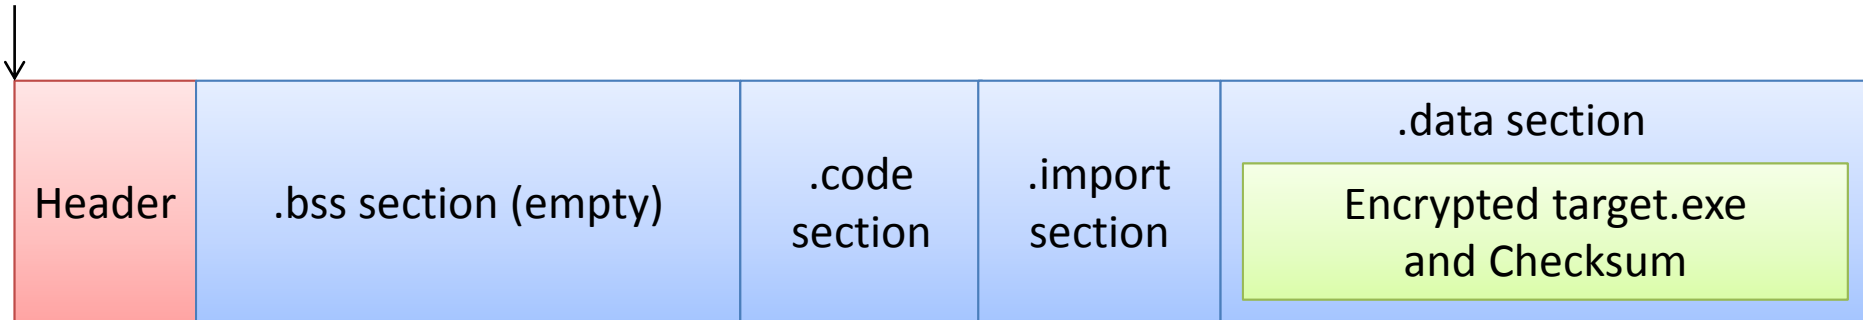 Header
.bss section (empty)
.code
section
.import
section
.data section
Encrypted target.exe
and Checksum